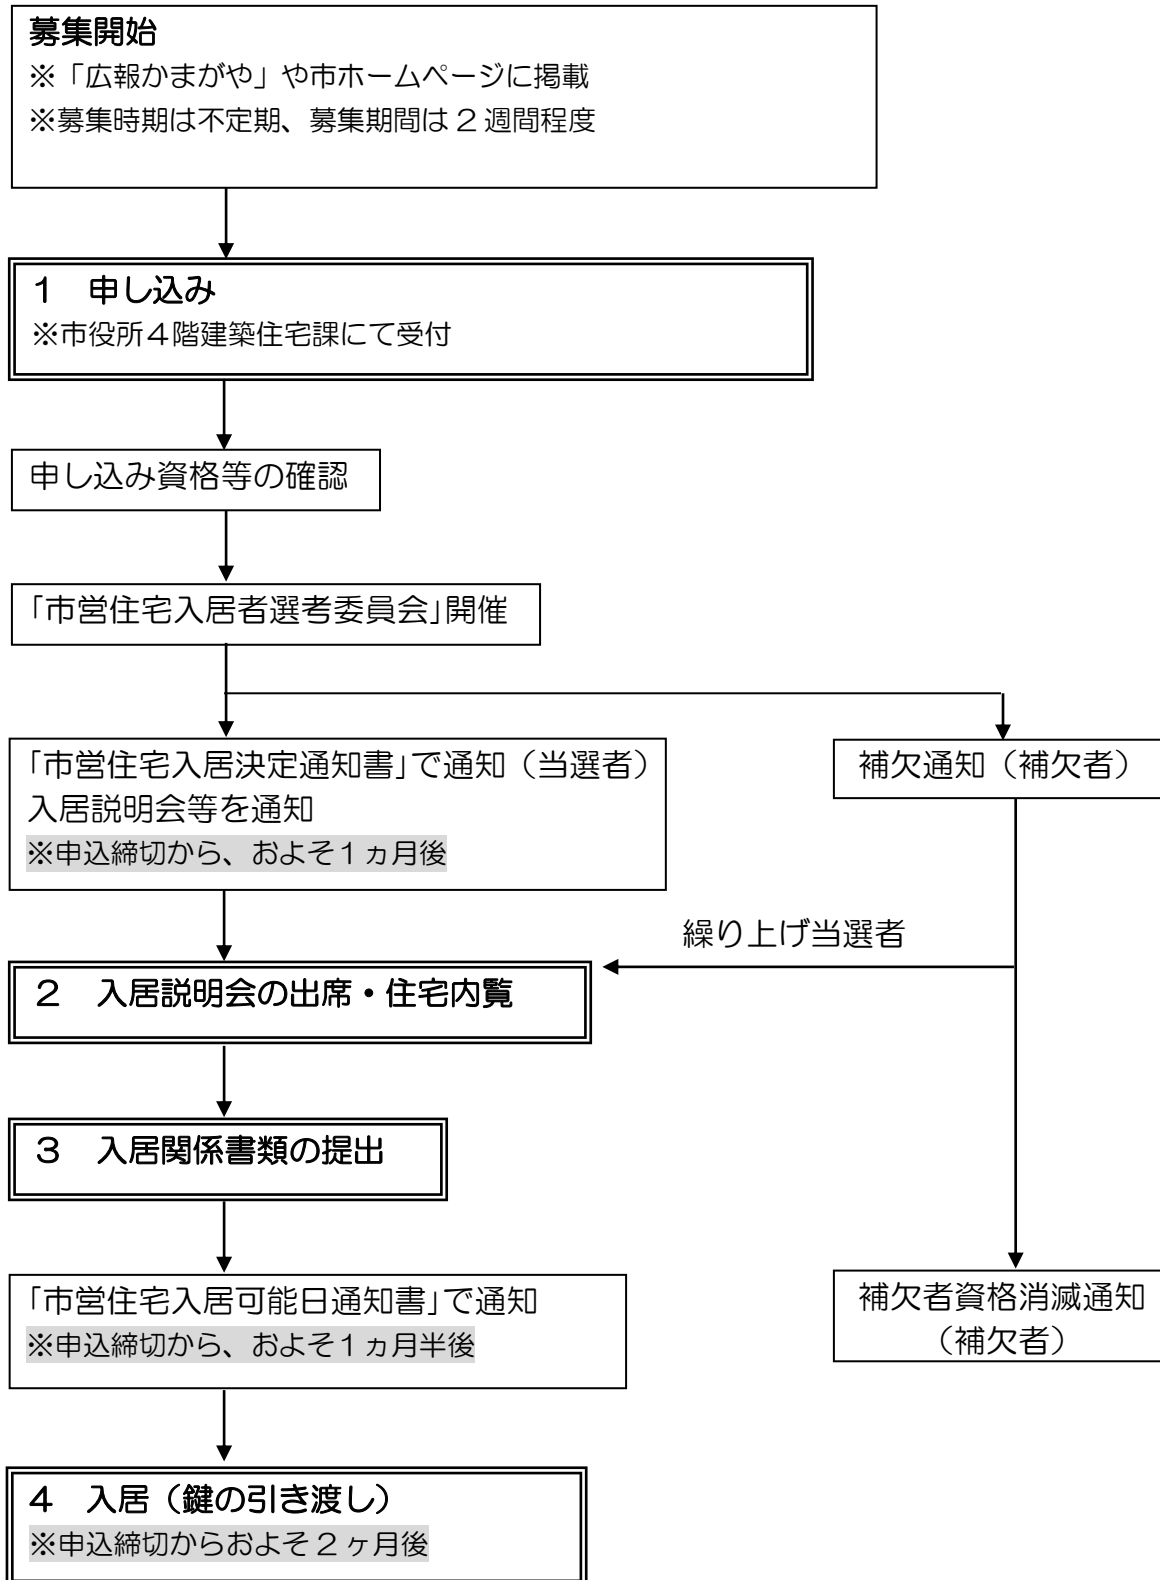 募集開始
※「広報かまがや」や市ホームページに掲載
※募集時期は不定期、募集期間は２週間程度
１　申し込み
※市役所４階建築住宅課にて受付
申し込み資格等の確認
「市営住宅入居者選考委員会」開催
「市営住宅入居決定通知書」で通知（当選者）
入居説明会等を通知
※申込締切から、およそ１ヵ月後
補欠通知（補欠者）
繰り上げ当選者
２　入居説明会の出席・住宅内覧
３　入居関係書類の提出
「市営住宅入居可能日通知書」で通知
※申込締切から、およそ１ヵ月半後
補欠者資格消滅通知
（補欠者）
４　入居（鍵の引き渡し）
※申込締切からおよそ２ヶ月後